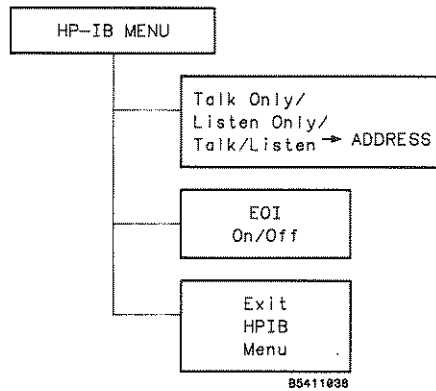 HP-IB MENU
Talk Only/
Listen Only/
Talk/Listen → ADDRESS
EOI
On/Off
Exit
HPIB
Menu
B5411038